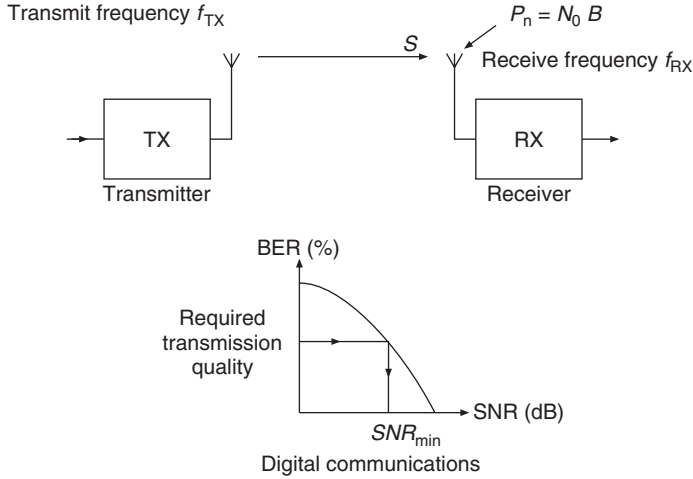 Transmit frequency f_TX
P_n = N_0 B
S
Receive frequency f_RX
TX
RX
Transmitter
Receiver
BER (%)
Required
transmission
quality
SNR (dB)
SNR_min
Digital communications